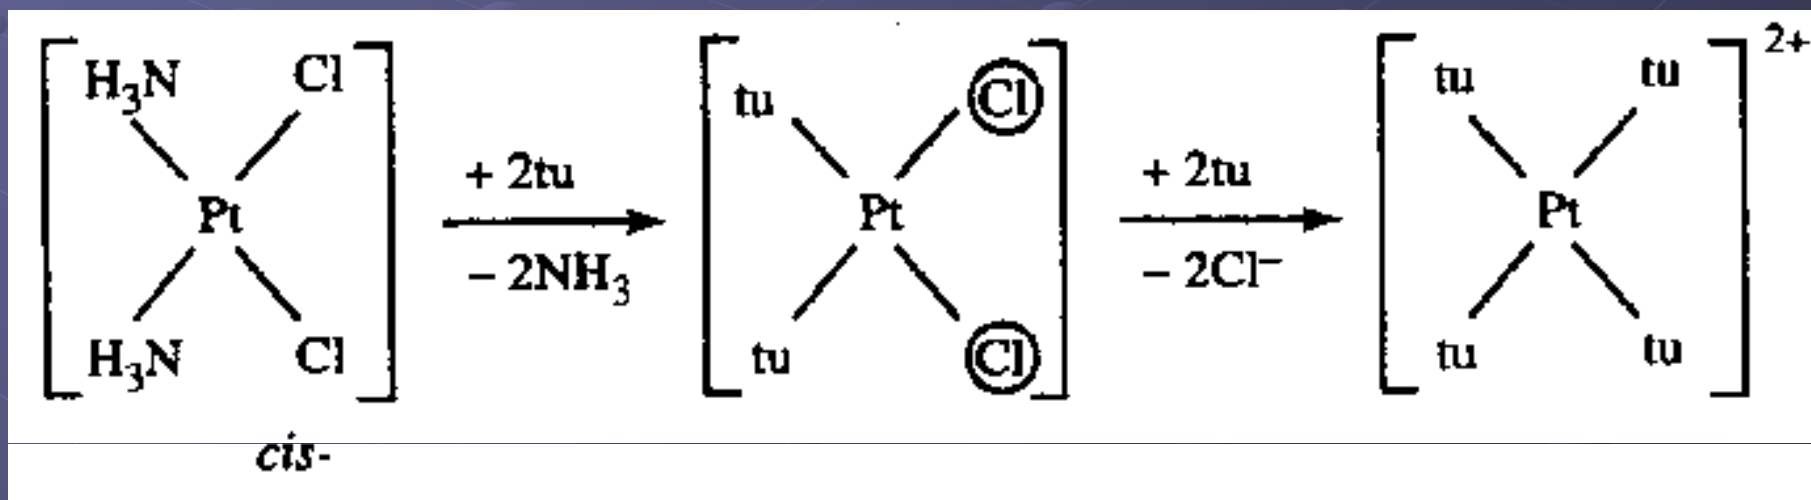 H₃N Cl
Pt
H₃N Cl
cis-
+ 2tu
− 2NH₃
tu Cl
Pt
tu Cl
+ 2tu
− 2Cl⁻
tu tu
Pt
tu tu
2+